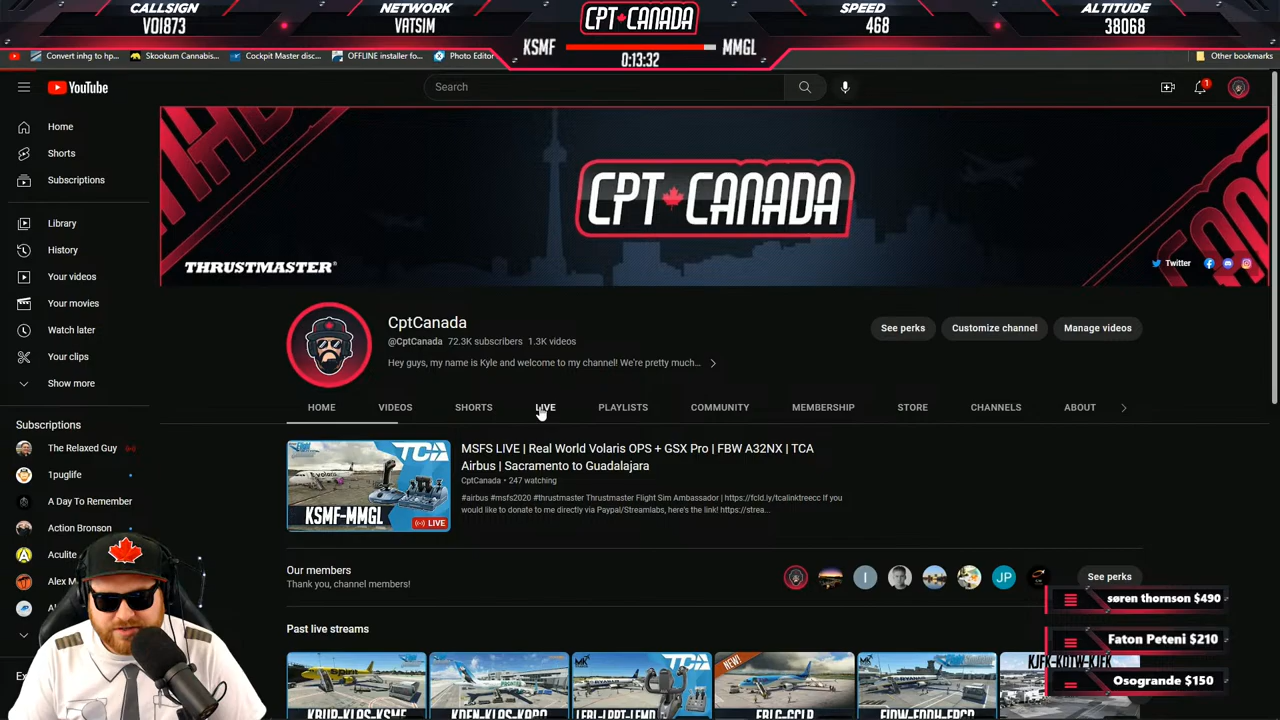 CALLSIGN
VOI873
NETWORK
VATSIM
CPT CANADA
KSMF
MMGL
0:13:32
SPEED
468
ALTITUDE
38068
Convert inhg to hp...
Skookum Cannabis...
Cockpit Master disc...
OFFLINE installer fo...
Photo Editor
Other bookmarks
YouTube
Search
1
Home
Shorts
Subscriptions
Library
History
Your videos
Your movies
Watch later
Your clips
Show more
Subscriptions
The Relaxed Guy
1puglife
A Day To Remember
Action Bronson
Aculite
Alex M
CPT CANADA
THRUSTMASTER
Twitter
CptCanada
@CptCanada 72.3K subscribers 1.3K videos
Hey guys, my name is Kyle and welcome to my channel! We're pretty much...
See perks
Customize channel
Manage videos
HOME
VIDEOS
SHORTS
LIVE
PLAYLISTS
COMMUNITY
MEMBERSHIP
STORE
CHANNELS
ABOUT
TCA
KSMF-MMGL
LIVE
MSFS LIVE | Real World Volaris OPS + GSX Pro | FBW A32NX | TCA
Airbus | Sacramento to Guadalajara
CptCanada • 247 watching
#airbus #msfs2020 #thrustmaster Thrustmaster Flight Sim Ambassador | https://fcld.ly/tcalinktreecc If you
would like to donate to me directly via Paypal/Streamlabs, here's the link! https://strea...
Our members
Thank you, channel members!
I
JP
See perks
søren thornson $490
Faton Peteni $210
Osogrande $150
Past live streams
TCA
NEW!
KJFK-KDTW-KJFK